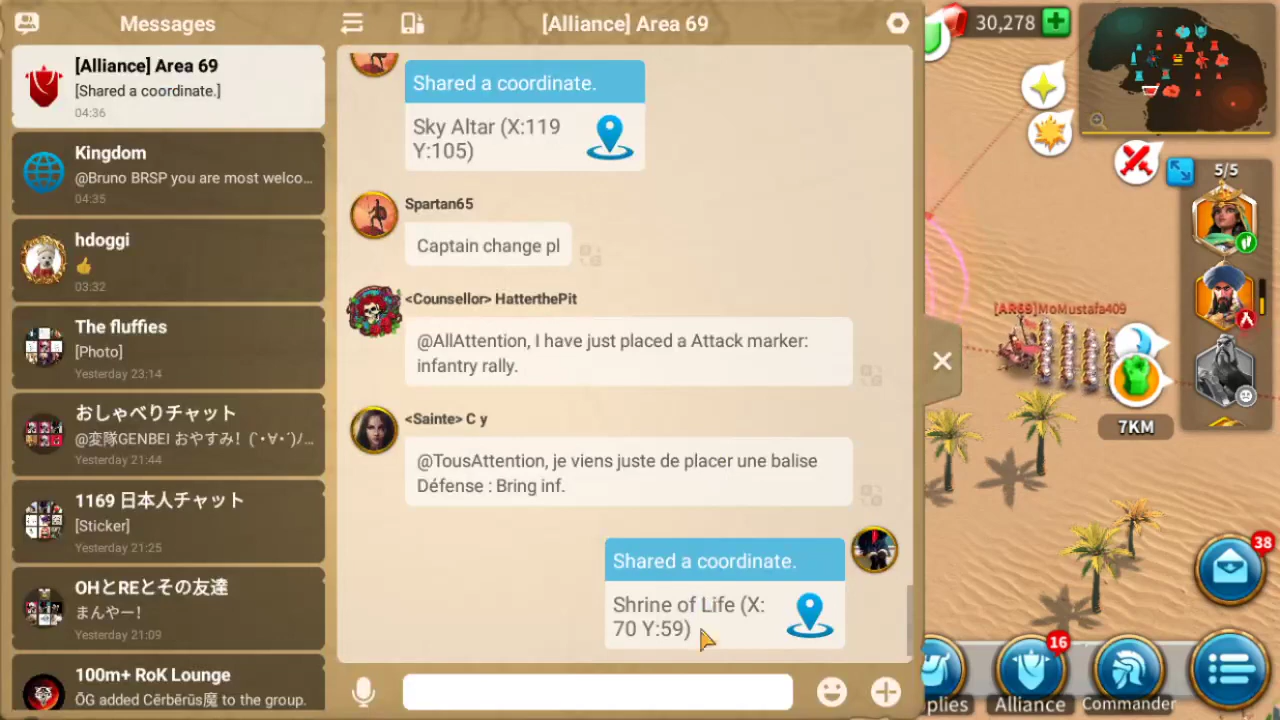 Messages
[Alliance] Area 69
[Shared a coordinate.]
04:36
Kingdom
@Bruno BRSP you are most welco...
04:35
hdoggi
👍
03:32
The fluffies
[Photo]
Yesterday 23:14
おしゃべりチャット
@変隊GENBEI おやすみ! (`･∀･´)ﾉ...
Yesterday 21:44
1169 日本人チャット
[Sticker]
Yesterday 21:25
OHとREとその友達
まんやー!
Yesterday 21:09
100m+ RoK Lounge
ŌG added Cērbērūs魔 to the group.
[Alliance] Area 69
Shared a coordinate.
Sky Altar (X:119
Y:105)
Spartan65
Captain change pl
<Counsellor> HatterthePit
@AllAttention, I have just placed a Attack marker:
infantry rally.
<Sainte> C y
@TousAttention, je viens juste de placer une balise
Défense : Bring inf.
Shared a coordinate.
Shrine of Life (X:
70 Y:59)
30,278
5/5
[AR69]MoMustafa409
7KM
38
16
plies
Alliance
Commander